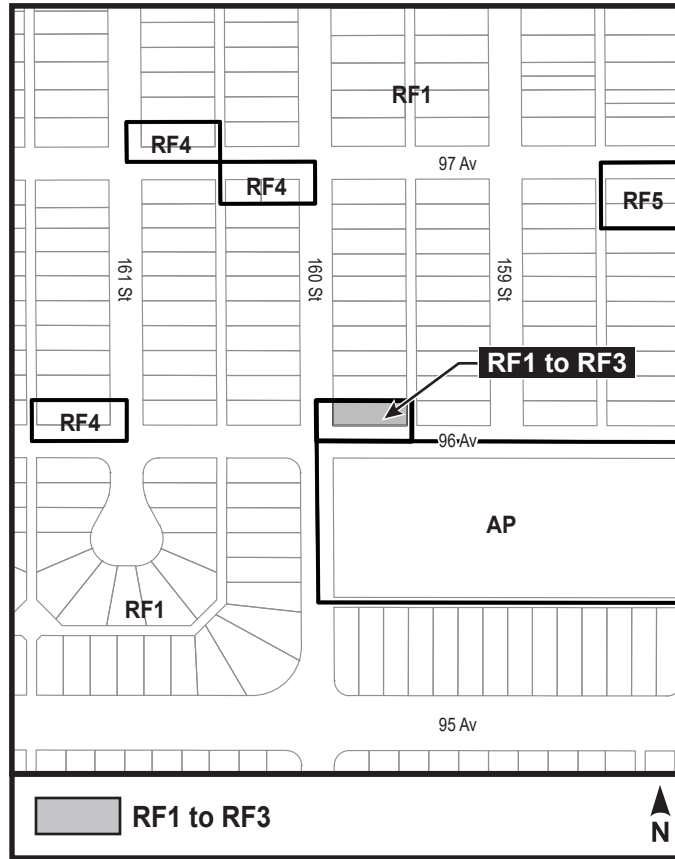 RF1
RF4
97 Av
RF4
RF5
161 St
160 St
159 St
RF1 to RF3
RF4
96 Av
AP
RF1
95 Av
RF1 to RF3
N